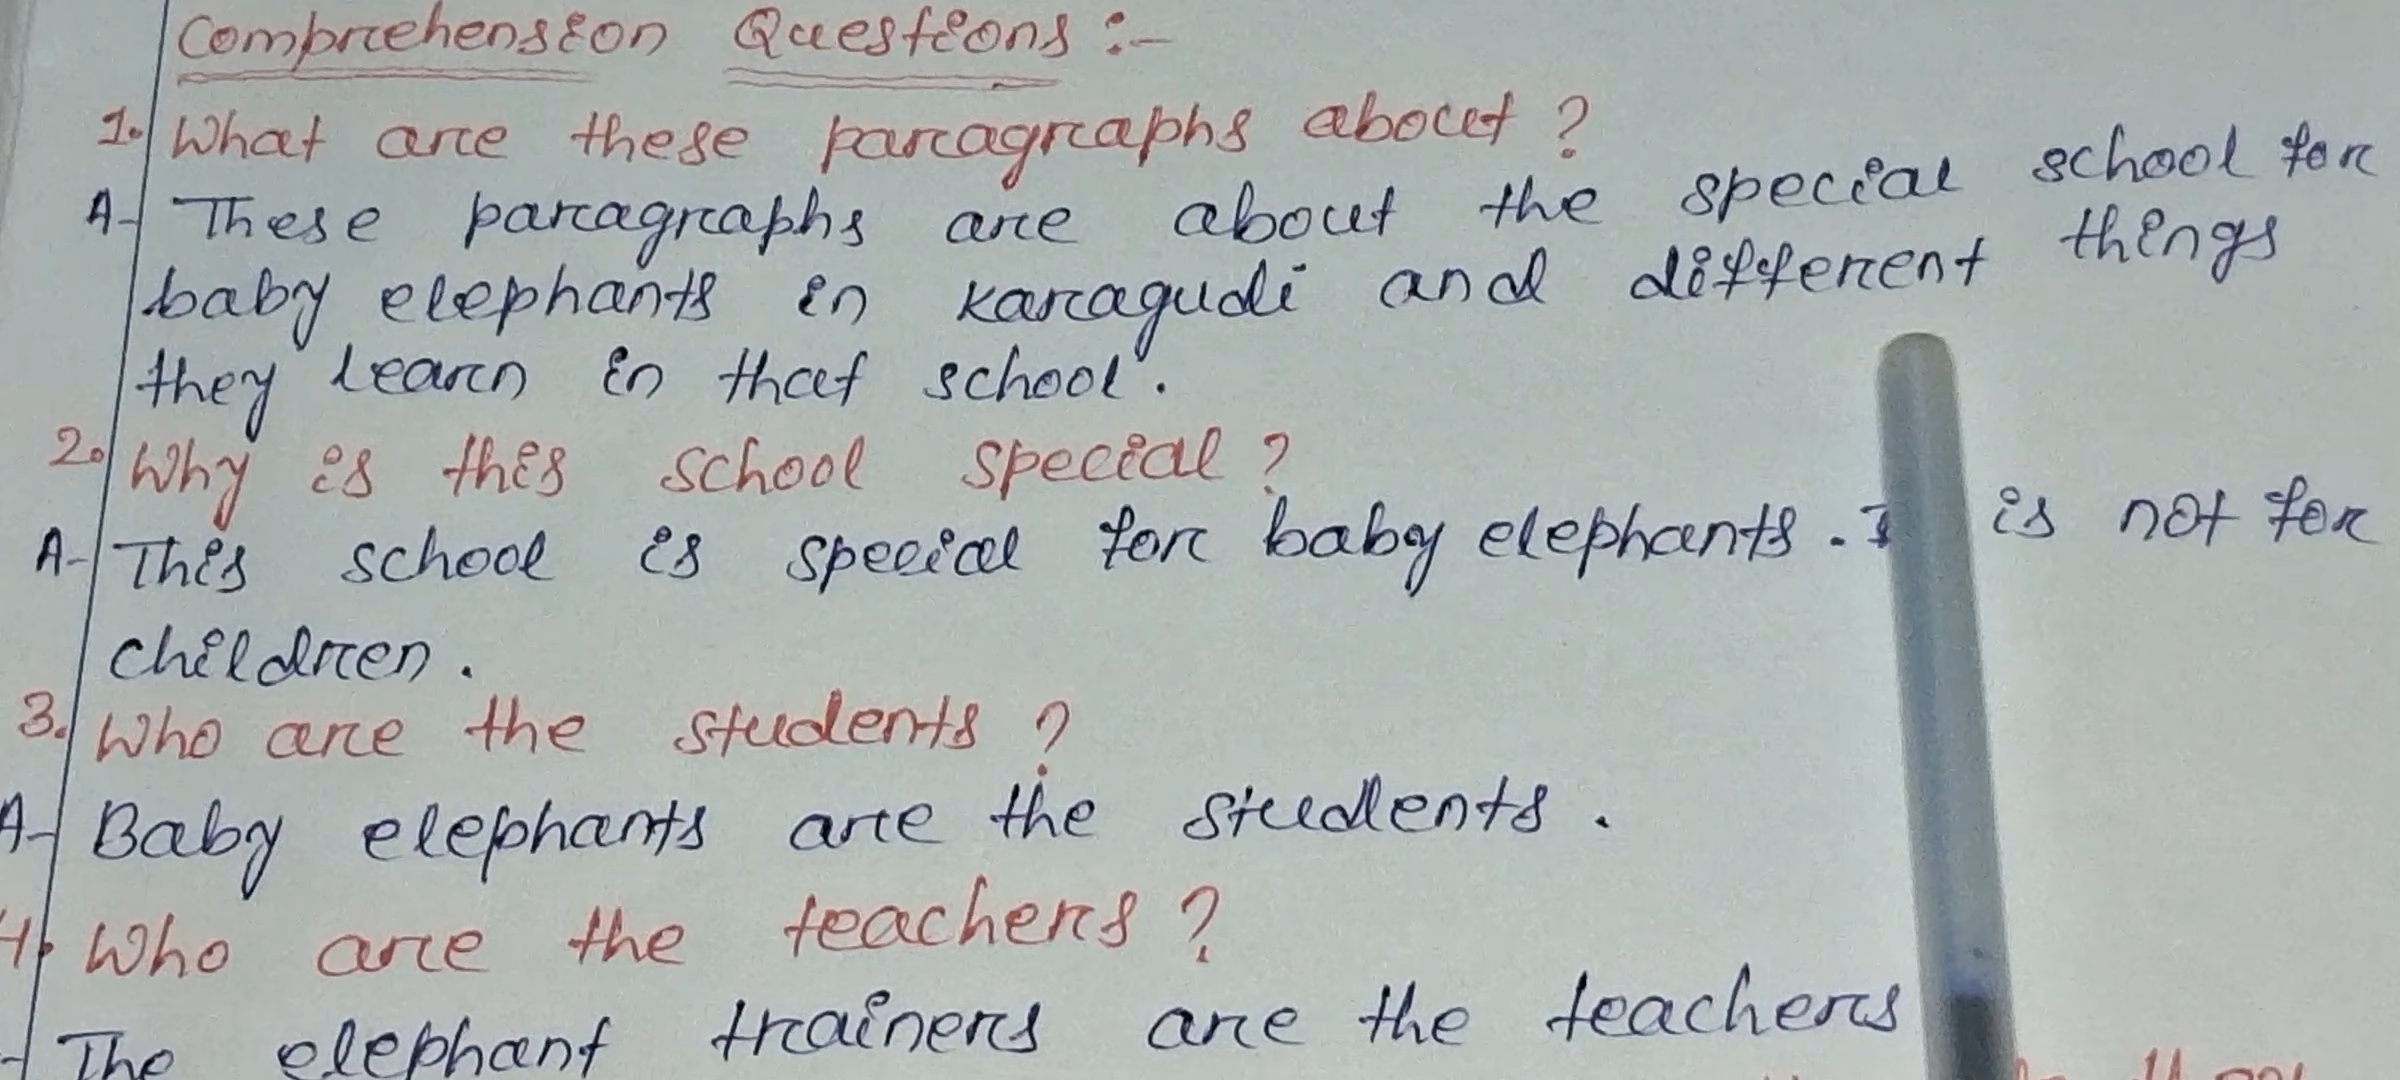 Comprehension Questions :-
1. What are these paragraphs about ?
A- These paragraphs are about the special school for
baby elephants in karagudi and different things
they learn in that school.
2. Why is this school special ?
A- This school is special for baby elephants. is not for
children.
3. Who are the students ?
A- Baby elephants are the students.
4. Who are the teachers ?
- The elephant trainers are the teachers